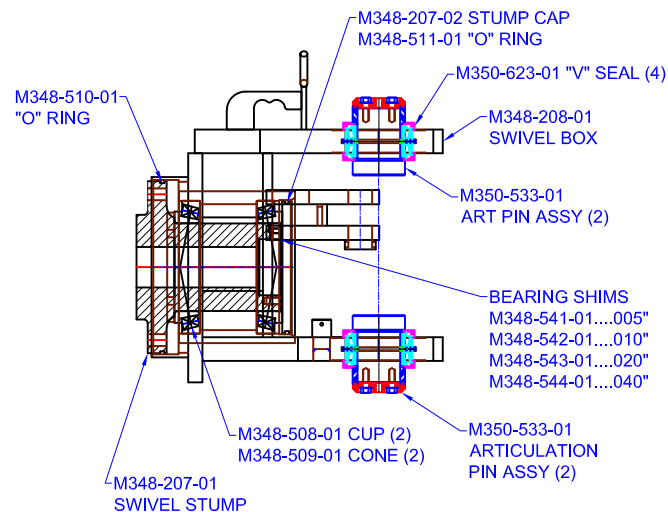 M348-207-02 STUMP CAP
M348-511-01 "O" RING
M350-623-01 "V" SEAL (4)
M348-510-01
"O" RING
M348-208-01
SWIVEL BOX
M350-533-01
ART PIN ASSY (2)
BEARING SHIMS
M348-541-01....005"
M348-542-01....010"
M348-543-01....020"
M348-544-01....040"
M348-508-01 CUP (2)
M348-509-01 CONE (2)
M350-533-01
ARTICULATION
PIN ASSY (2)
M348-207-01
SWIVEL STUMP